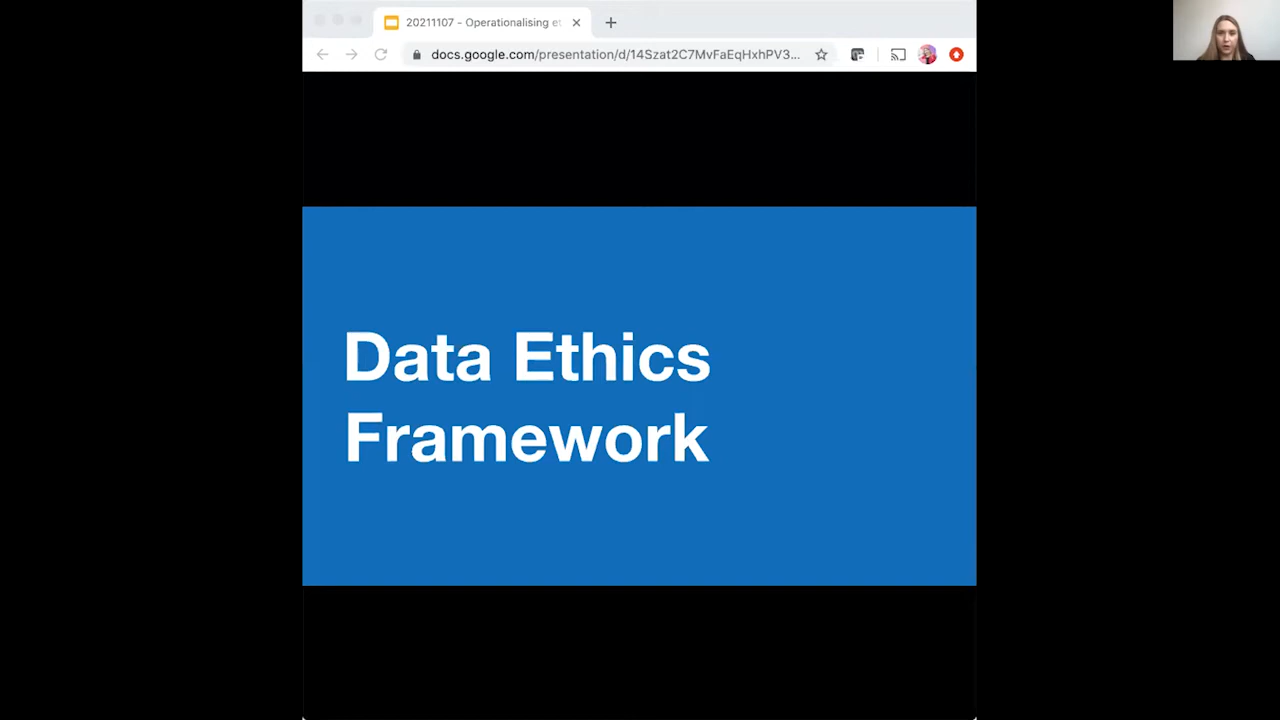 20211107 - Operationalising et
docs.google.com/presentation/d/14Szat2C7MvFaEqHxhPV3...
Data Ethics
Framework